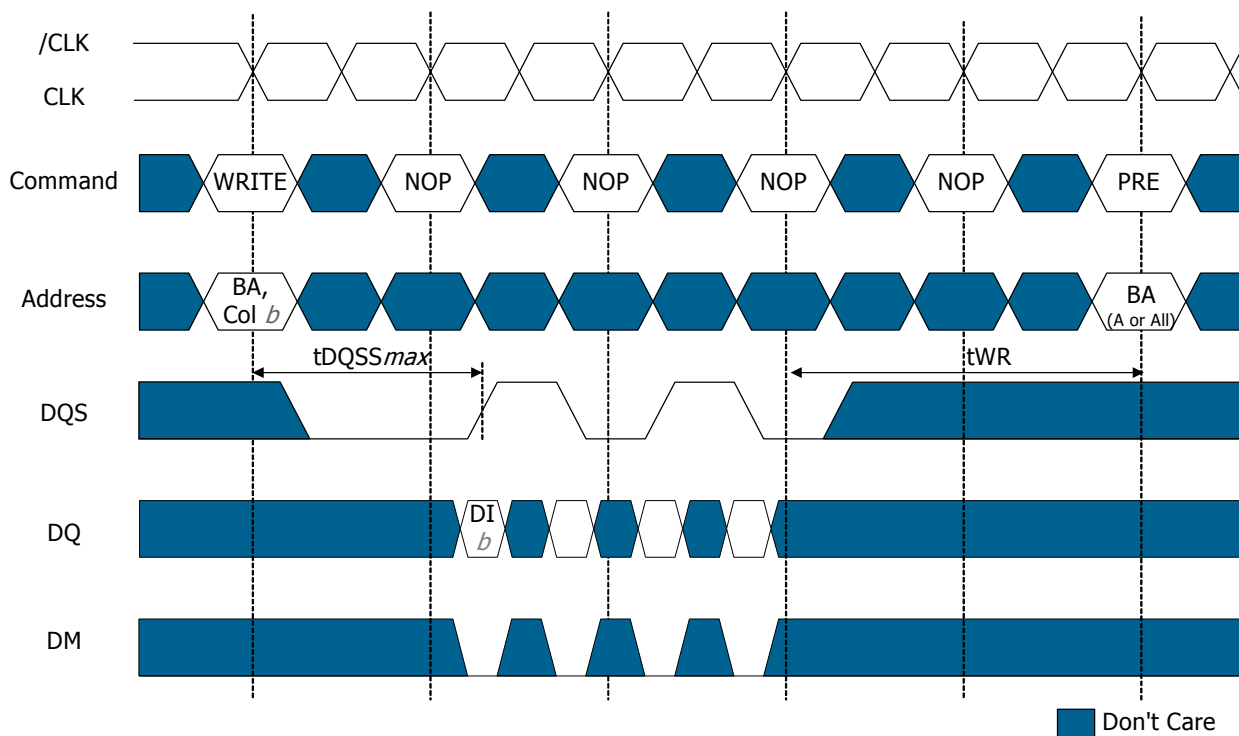 /CLK
CLK
Command
WRITE NOP NOP NOP NOP PRE
Address
BA,
Col b
BA
(A or All)
tDQSSmax
tWR
DQS
DQ
DI
b
DM
Don't Care